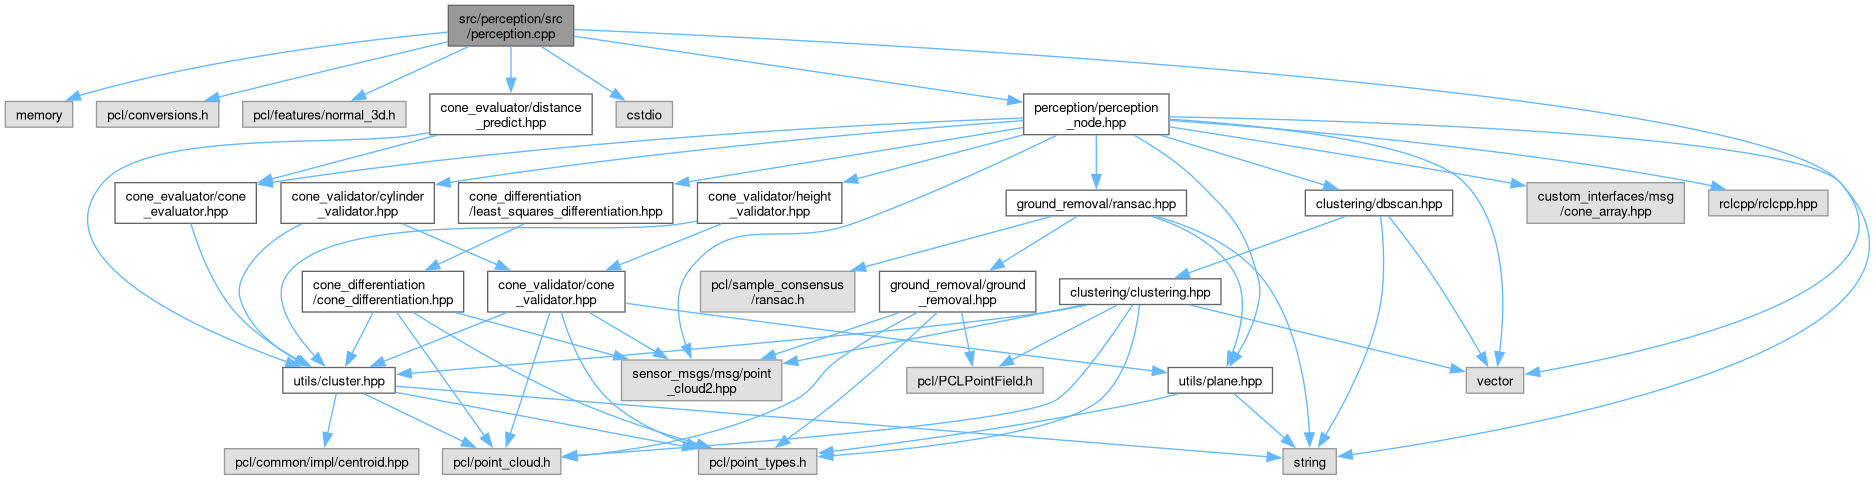 src/perception/src
/perception.cpp
memory
pcl/conversions.h
pcl/features/normal_3d.h
cone_evaluator/distance
_predict.hpp
cstdio
perception/perception
_node.hpp
cone_evaluator/cone
_evaluator.hpp
cone_validator/cylinder
_validator.hpp
cone_differentiation
/least_squares_differentiation.hpp
cone_validator/height
_validator.hpp
ground_removal/ransac.hpp
clustering/dbscan.hpp
custom_interfaces/msg
/cone_array.hpp
rclcpp/rclcpp.hpp
cone_differentiation
/cone_differentiation.hpp
cone_validator/cone
_validator.hpp
pcl/sample_consensus
/ransac.h
ground_removal/ground
_removal.hpp
clustering/clustering.hpp
utils/cluster.hpp
sensor_msgs/msg/point
_cloud2.hpp
pcl/PCLPointField.h
utils/plane.hpp
vector
pcl/common/impl/centroid.hpp
pcl/point_cloud.h
pcl/point_types.h
string